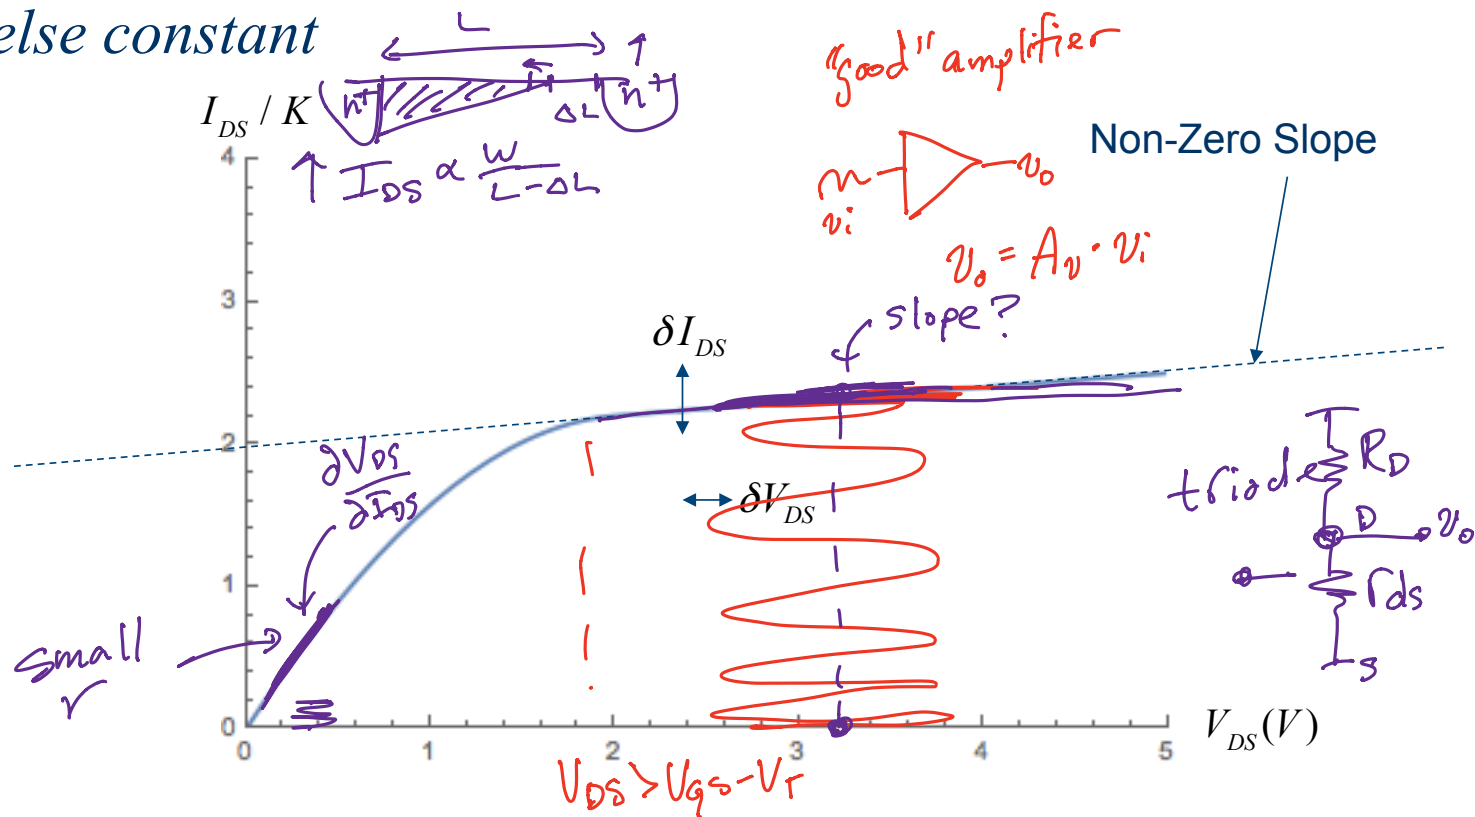 else constant
L
n+ ΔL n+
I_DS / K
↑ I_DS ∝ W / (L-ΔL)
"good" amplifier
v_i
v_o
v_o = A_v · v_i
Non-Zero Slope
slope?
δI_DS
δV_DS
∂V_DS / ∂I_DS
small
r
triode
R_D
D
v_o
r_ds
S
4
3
2
1
0
0 1 2 3 4 5
V_DS (V)
V_DS > V_GS - V_T